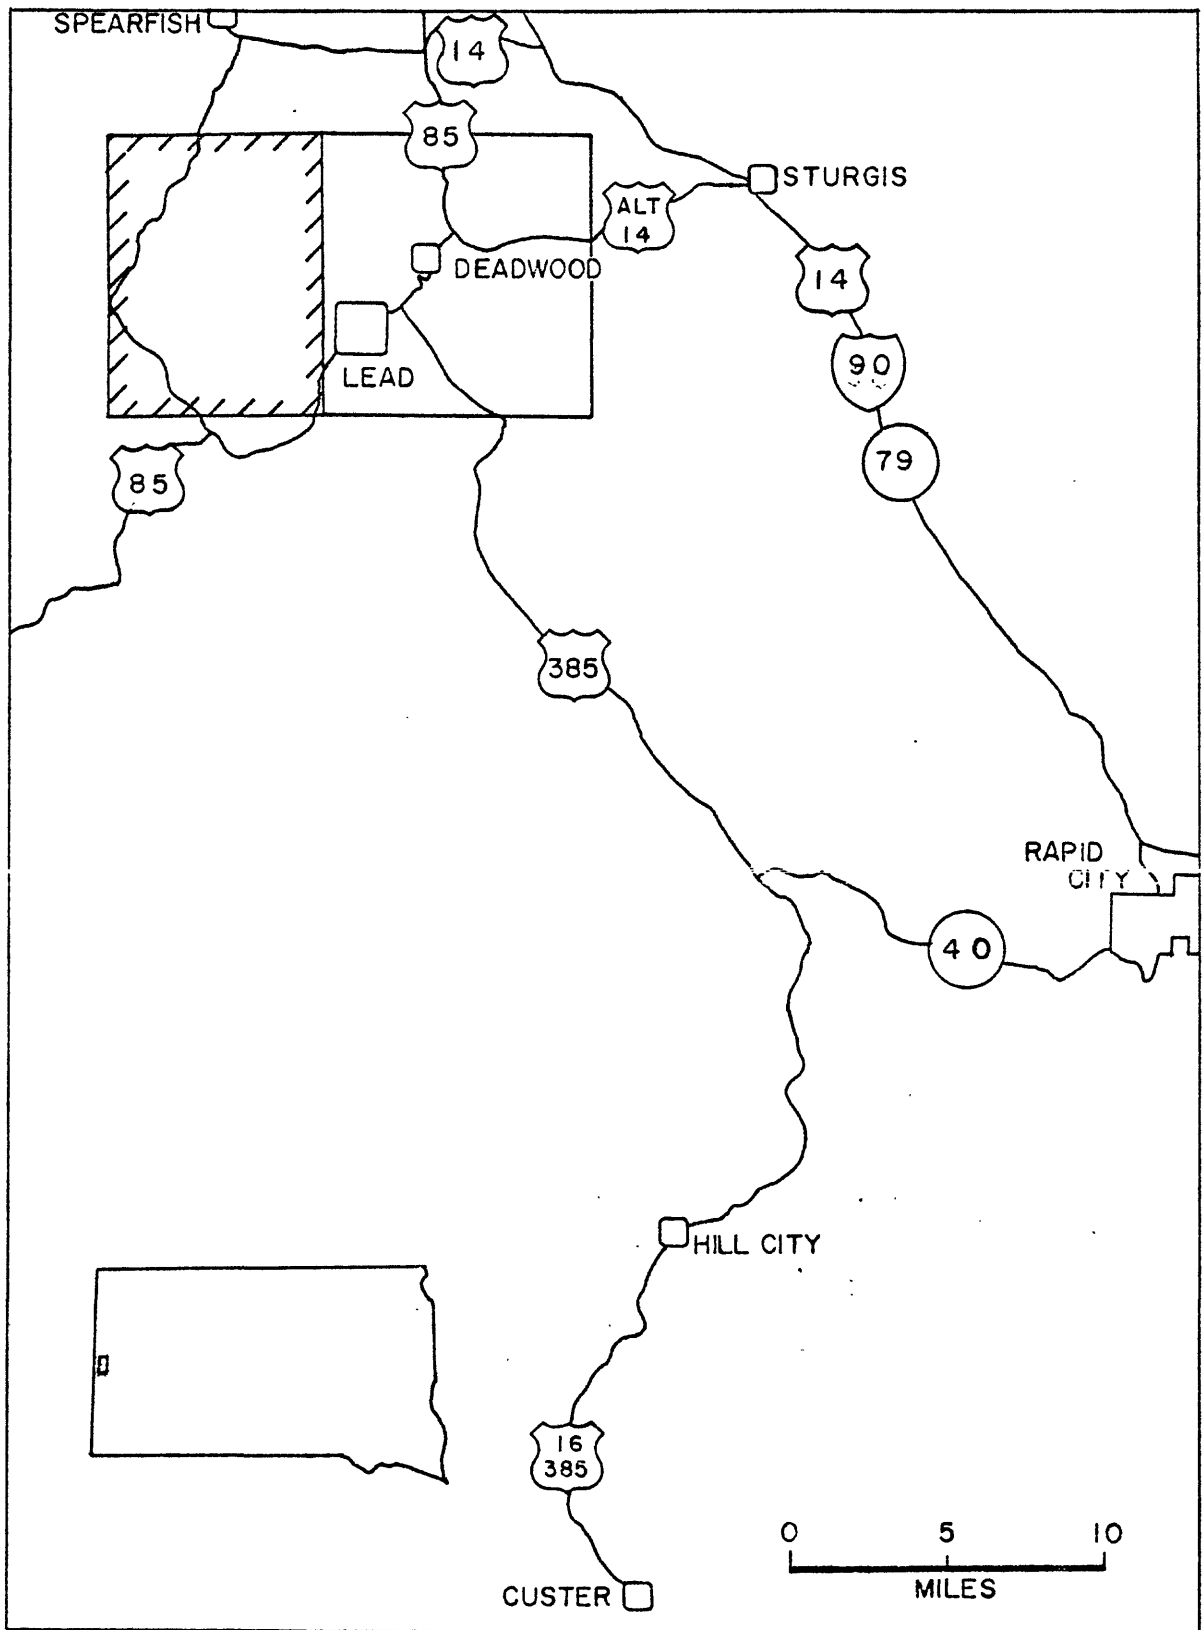 SPEARFISH
14
85
STURGIS
ALT
14
DEADWOOD
14
LEAD
90
79
85
385
RAPID
CITY
40
HILL CITY
16
385
0 5 10
MILES
CUSTER